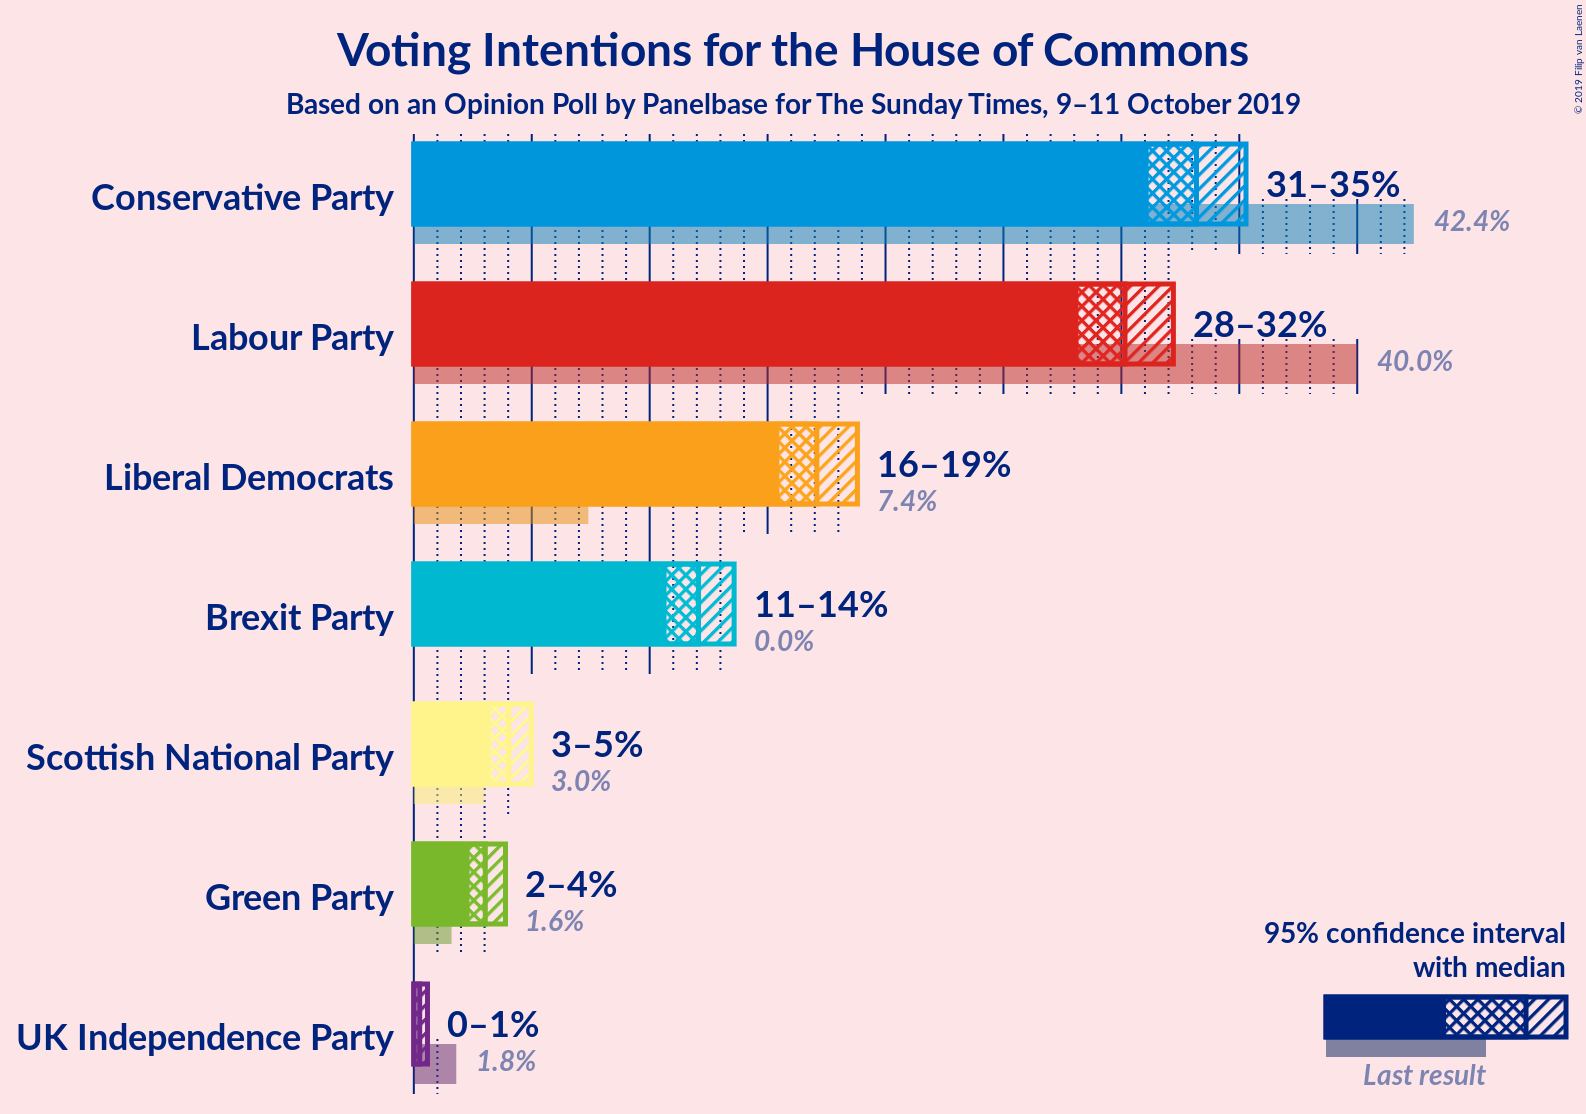 Voting Intentions for the House of Commons
Based on an Opinion Poll by Panelbase for The Sunday Times, 9–11 October 2019
© 2019 Filip van Laenen
Conservative Party
31–35%
42.4%
Labour Party
28–32%
40.0%
Liberal Democrats
16–19%
7.4%
Brexit Party
11–14%
0.0%
Scottish National Party
3–5%
3.0%
Green Party
2–4%
1.6%
UK Independence Party
0–1%
1.8%
95% confidence interval
with median
Last result